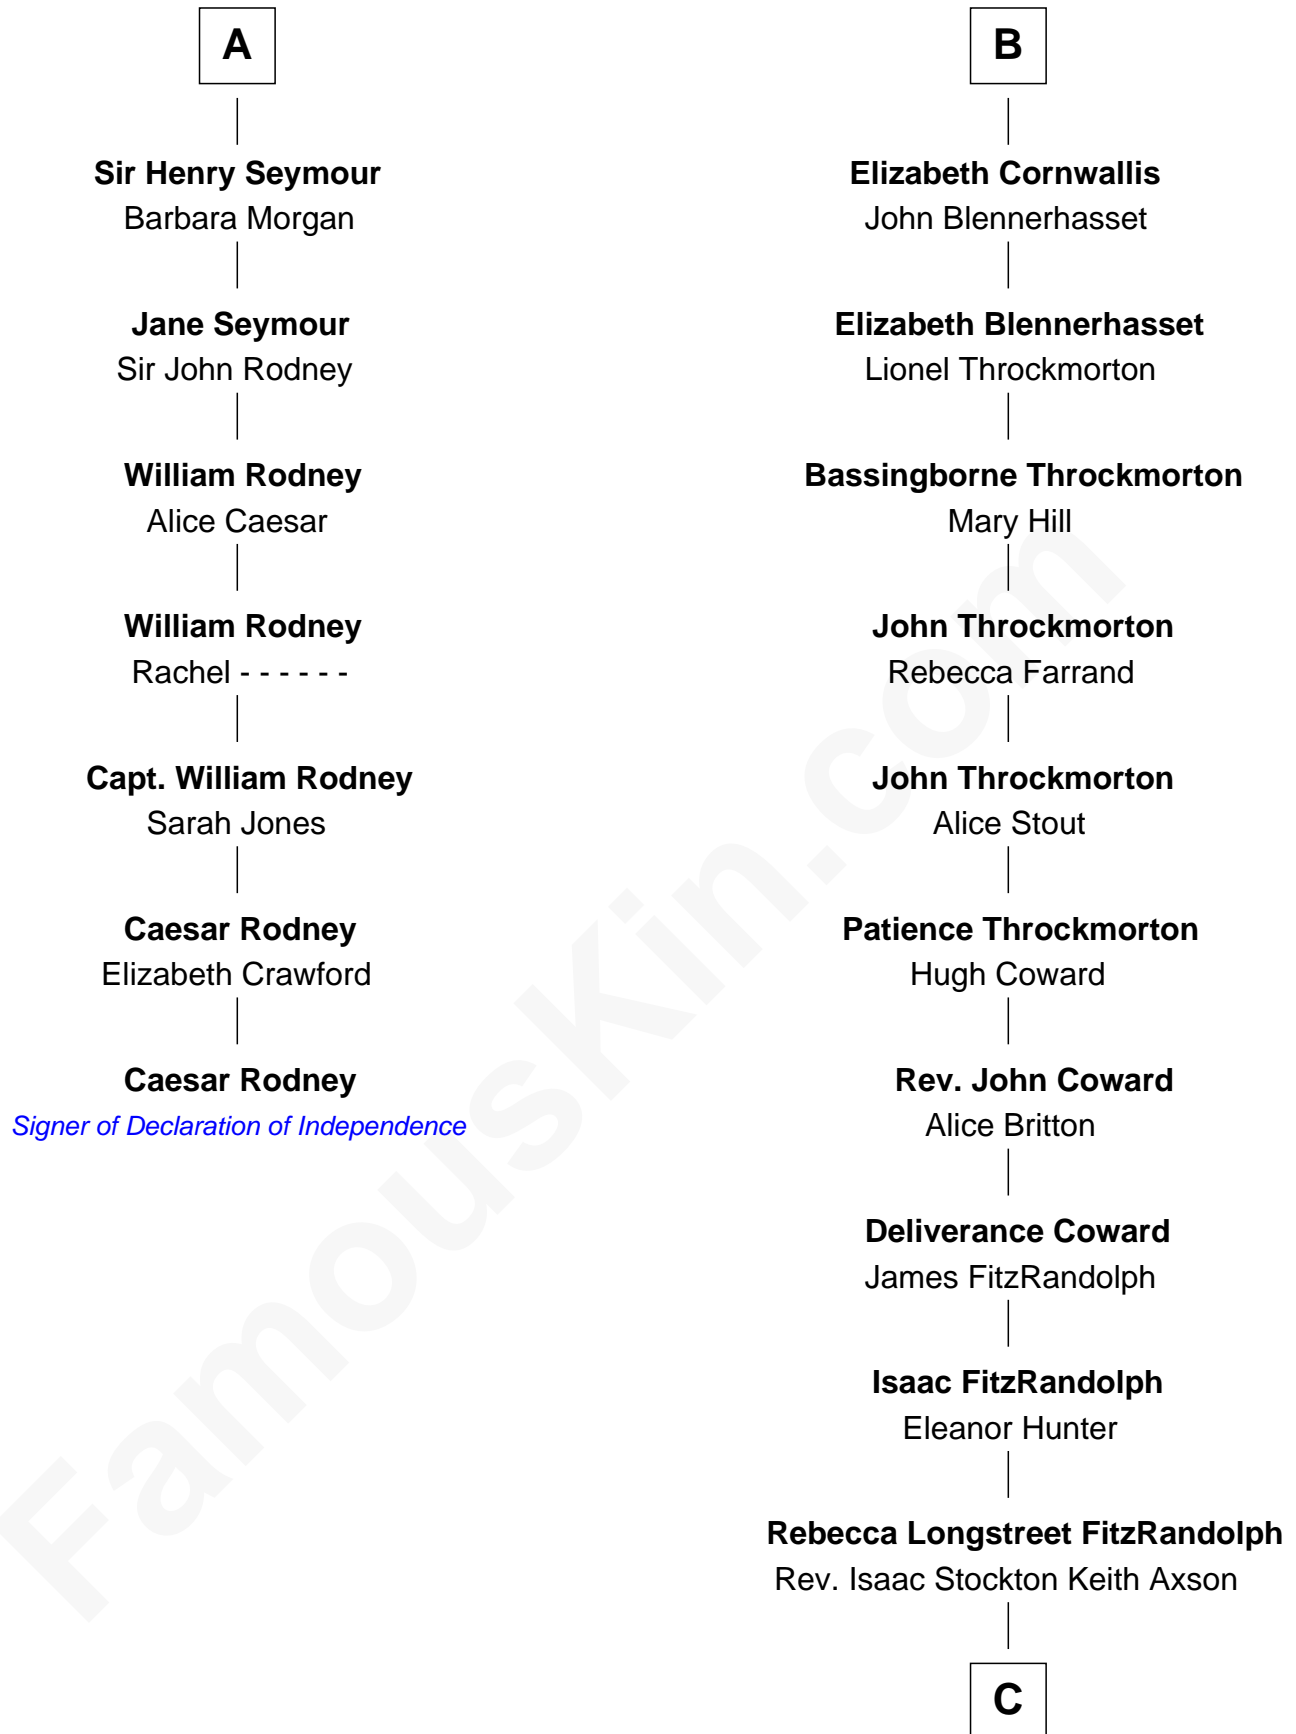 A
Sir Henry Seymour
Barbara Morgan
Jane Seymour
Sir John Rodney
William Rodney
Alice Caesar
William Rodney
Rachel - - - - - -
Capt. William Rodney
Sarah Jones
Caesar Rodney
Elizabeth Crawford
Caesar Rodney
Signer of Declaration of Independence
B
Elizabeth Cornwallis
John Blennerhasset
Elizabeth Blennerhasset
Lionel Throckmorton
Bassingborne Throckmorton
Mary Hill
John Throckmorton
Rebecca Farrand
John Throckmorton
Alice Stout
Patience Throckmorton
Hugh Coward
Rev. John Coward
Alice Britton
Deliverance Coward
James FitzRandolph
Isaac FitzRandolph
Eleanor Hunter
Rebecca Longstreet FitzRandolph
Rev. Isaac Stockton Keith Axson
C
FamousKin.com